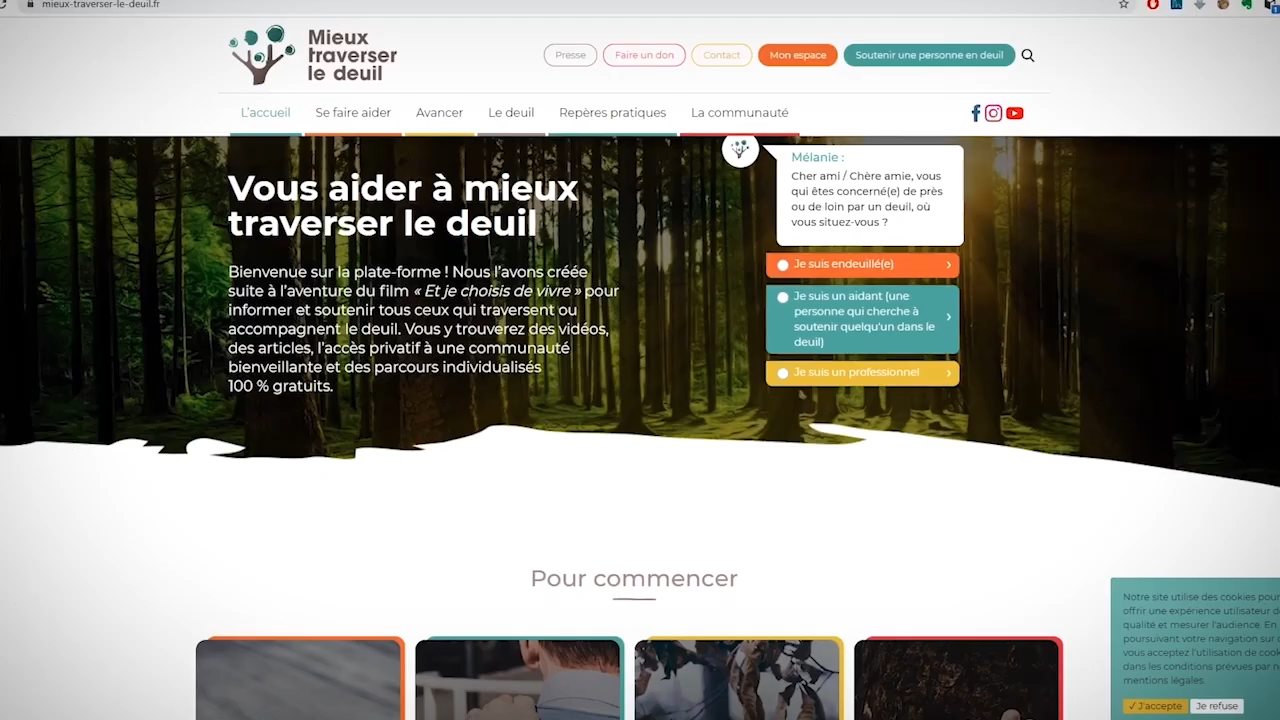 mieux-traverser-le-deuil.fr
Mieux
traverser
le deuil
Presse
Faire un don
Contact
Mon espace
Soutenir une personne en deuil
L'accueil
Se faire aider
Avancer
Le deuil
Repères pratiques
La communauté
Vous aider à mieux
traverser le deuil
Bienvenue sur la plate-forme ! Nous l'avons créée
suite à l'aventure du film « Et je choisis de vivre » pour
informer et soutenir tous ceux qui traversent ou
accompagnent le deuil. Vous y trouverez des vidéos,
des articles, l'accès privatif à une communauté
bienveillante et des parcours individualisés
100 % gratuits.
Mélanie :
Cher ami / Chère amie, vous
qui êtes concerné(e) de près
ou de loin par un deuil, où
vous situez-vous ?
Je suis endeuillé(e)
Je suis un aidant (une
personne qui cherche à
soutenir quelqu'un dans le
deuil)
Je suis un professionnel
Pour commencer
Notre site utilise des cookies pour
offrir une expérience utilisateur
qualité et mesurer l'audience. En
poursuivant votre navigation sur
vous acceptez l'utilisation de
dans les conditions prévues par
mentions légales.
✓ J'accepte
Je refuse